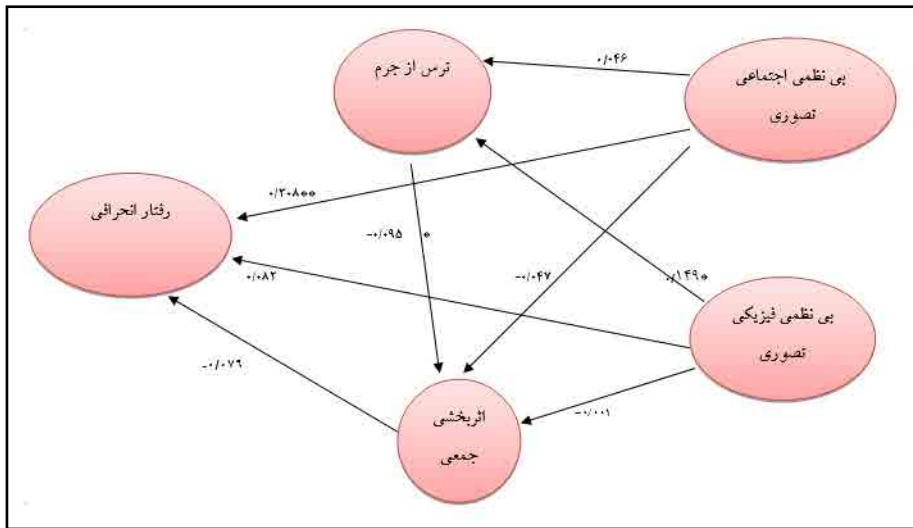 بی نظمی اجتماعی
تصوری
ترس از جرم
۰/۰۴۶
رفتار انحرافی
۰/۲۰۸**
-۰/۰۹۵ *
-۰/۰۴۷
۰/۱۴۹*
۰/۰۸۲
بی نظمی فیزیکی
تصوری
-۰/۰۷۹
-۰/۰۰۱
اثربخشی
جمعی